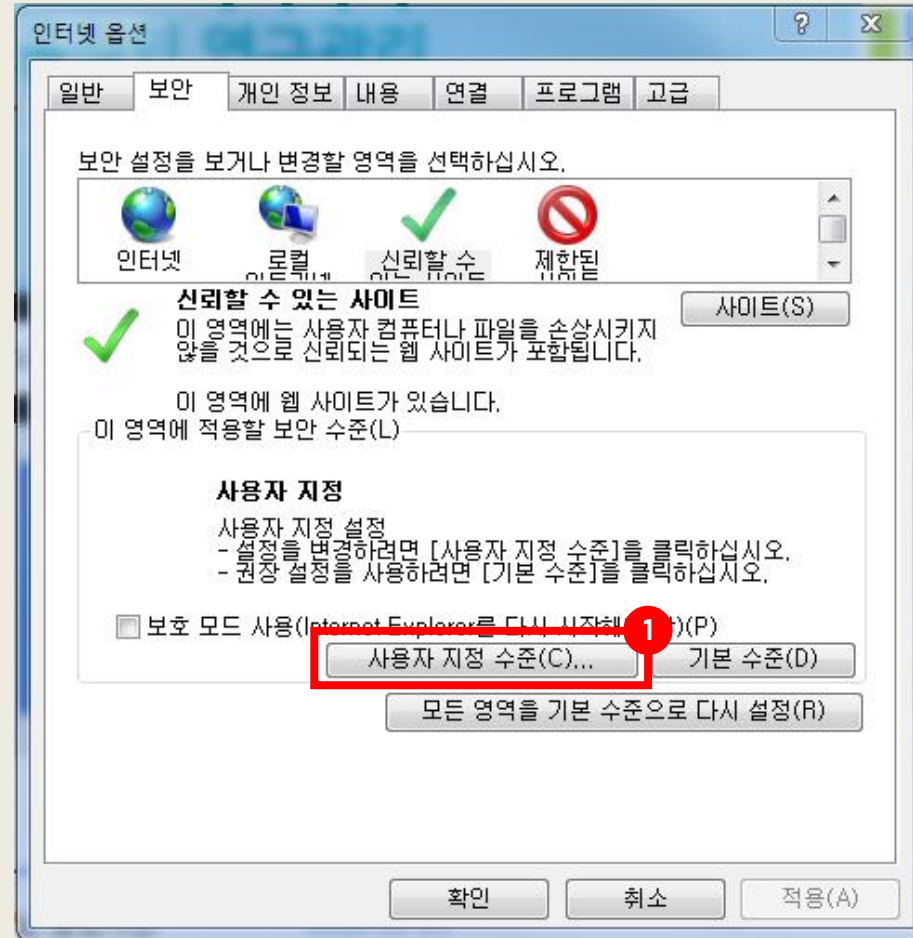 인터넷 옵션
일반 보안 개인 정보 내용 연결 프로그램 고급
보안 설정을 보거나 변경할 영역을 선택하십시오.
인터넷 로컬 신뢰할 수 제한된
신뢰할 수 있는 사이트
사이트(S)
이 영역에는 사용자 컴퓨터나 파일을 손상시키지
않을 것으로 신뢰되는 웹 사이트가 포함됩니다.
이 영역에 웹 사이트가 있습니다.
이 영역에 적용할 보안 수준(L)
사용자 지정
사용자 지정 설정
- 설정을 변경하려면 [사용자 지정 수준]을 클릭하십시오.
- 권장 설정을 사용하려면 [기본 수준]을 클릭하십시오.
보호 모드 사용(Internet Explorer를 다시 시작해 )(P)
1
사용자 지정 수준(C)... 기본 수준(D)
모든 영역을 기본 수준으로 다시 설정(R)
확인 취소 적용(A)